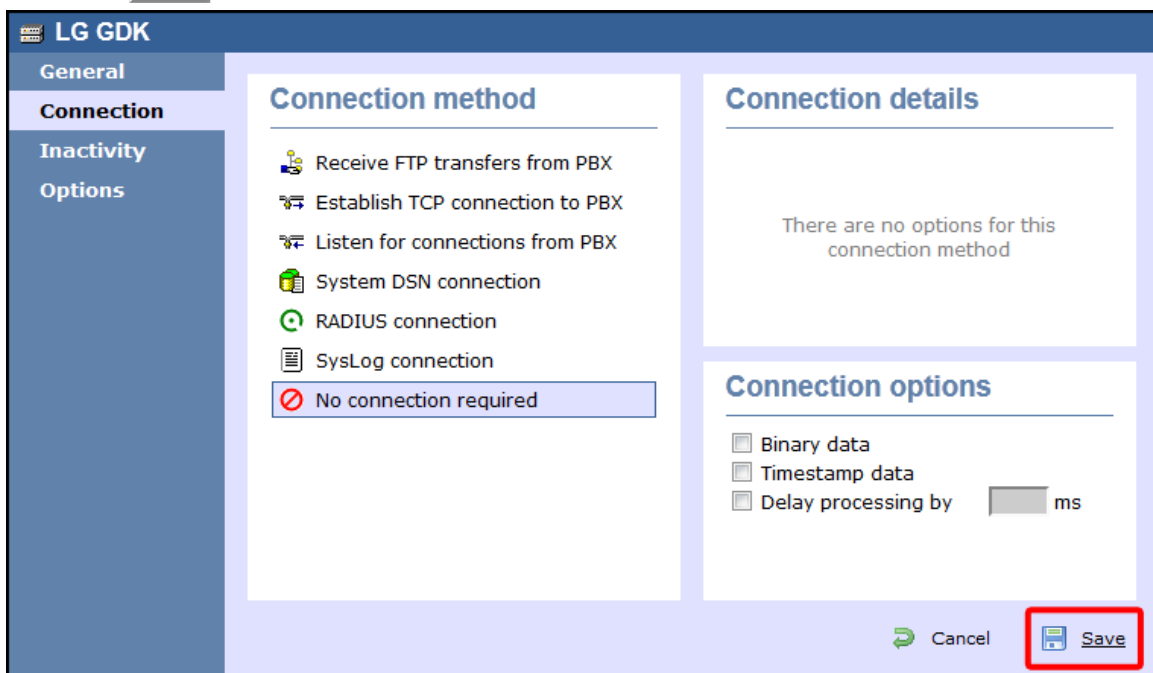 LG GDK
General
Connection
Inactivity
Options
Connection method
Receive FTP transfers from PBX
Establish TCP connection to PBX
Listen for connections from PBX
System DSN connection
RADIUS connection
SysLog connection
No connection required
Connection details
There are no options for this
connection method
Connection options
Binary data
Timestamp data
Delay processing by ms
Cancel
Save